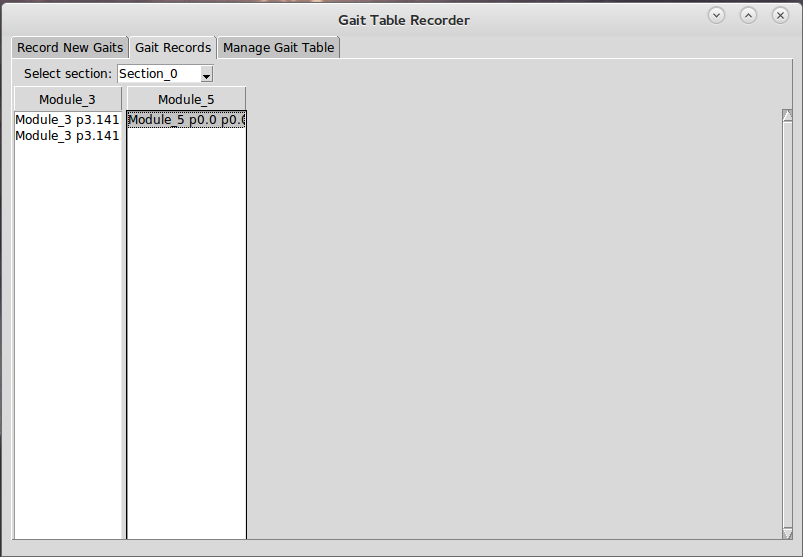 Gait Table Recorder
Record New Gaits Gait Records Manage Gait Table
Select section: Section_0
Module_3 Module_5
Module_3 p3.141 Module_5 p0.0 p0.0
Module_3 p3.141